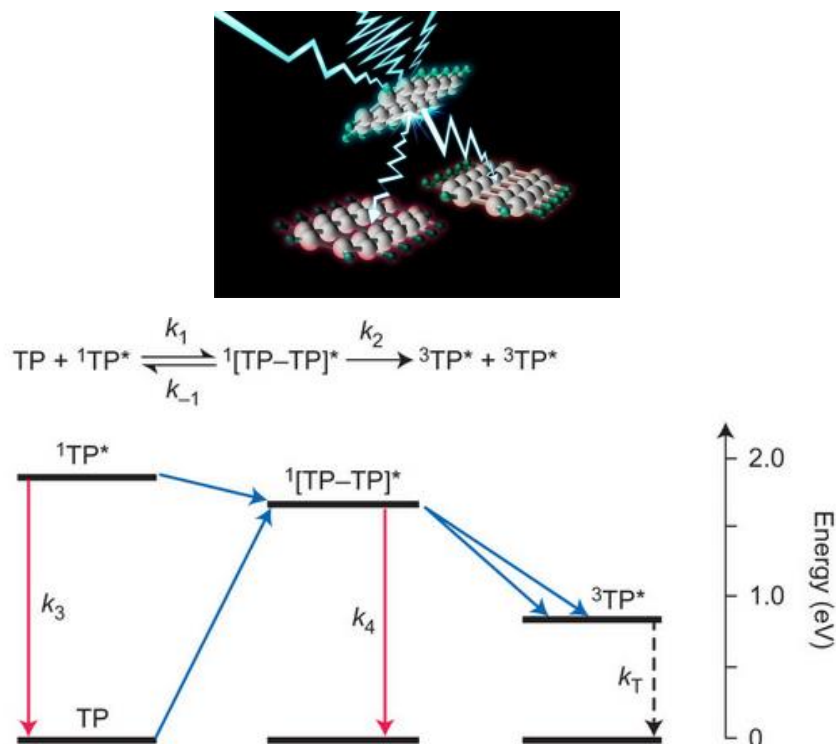 TP + ¹TP* k₁ k₋₁ ¹[TP–TP]* k₂ ³TP* + ³TP*
¹TP*
¹[TP–TP]*
³TP*
k₃
k₄
k_T
TP
2.0
1.0
0
Energy (eV)